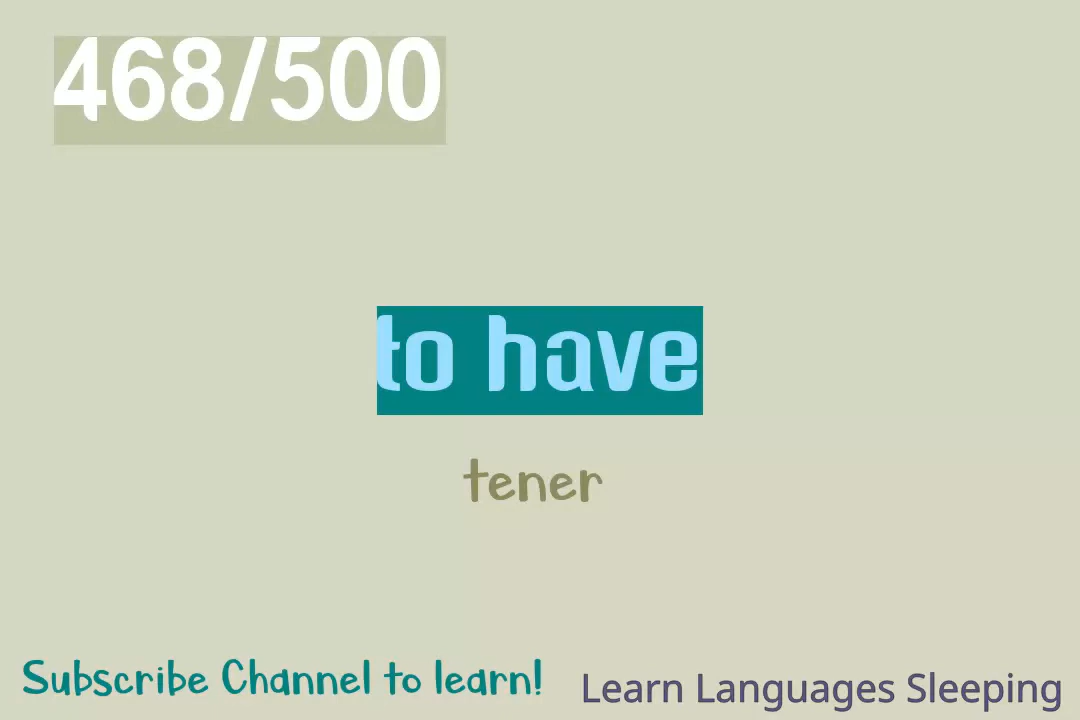 468/500
to have
tener
Subscribe Channel to learn!
Learn Languages Sleeping